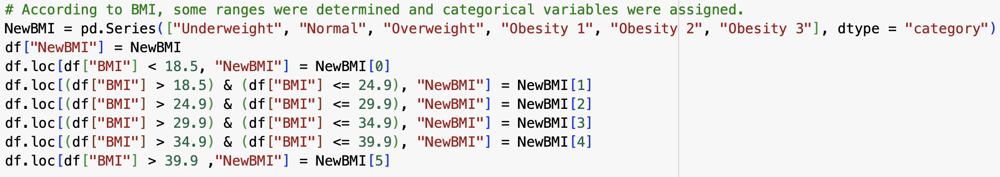 # According to BMI, some ranges were determined and categorical variables were assigned.
NewBMI = pd.Series(["Underweight", "Normal", "Overweight", "Obesity 1", "Obesity 2", "Obesity 3"], dtype = "category")
df["NewBMI"] = NewBMI
df.loc[df["BMI"] < 18.5, "NewBMI"] = NewBMI[0]
df.loc[(df["BMI"] > 18.5) & (df["BMI"] <= 24.9), "NewBMI"] = NewBMI[1]
df.loc[(df["BMI"] > 24.9) & (df["BMI"] <= 29.9), "NewBMI"] = NewBMI[2]
df.loc[(df["BMI"] > 29.9) & (df["BMI"] <= 34.9), "NewBMI"] = NewBMI[3]
df.loc[(df["BMI"] > 34.9) & (df["BMI"] <= 39.9), "NewBMI"] = NewBMI[4]
df.loc[df["BMI"] > 39.9 ,"NewBMI"] = NewBMI[5]